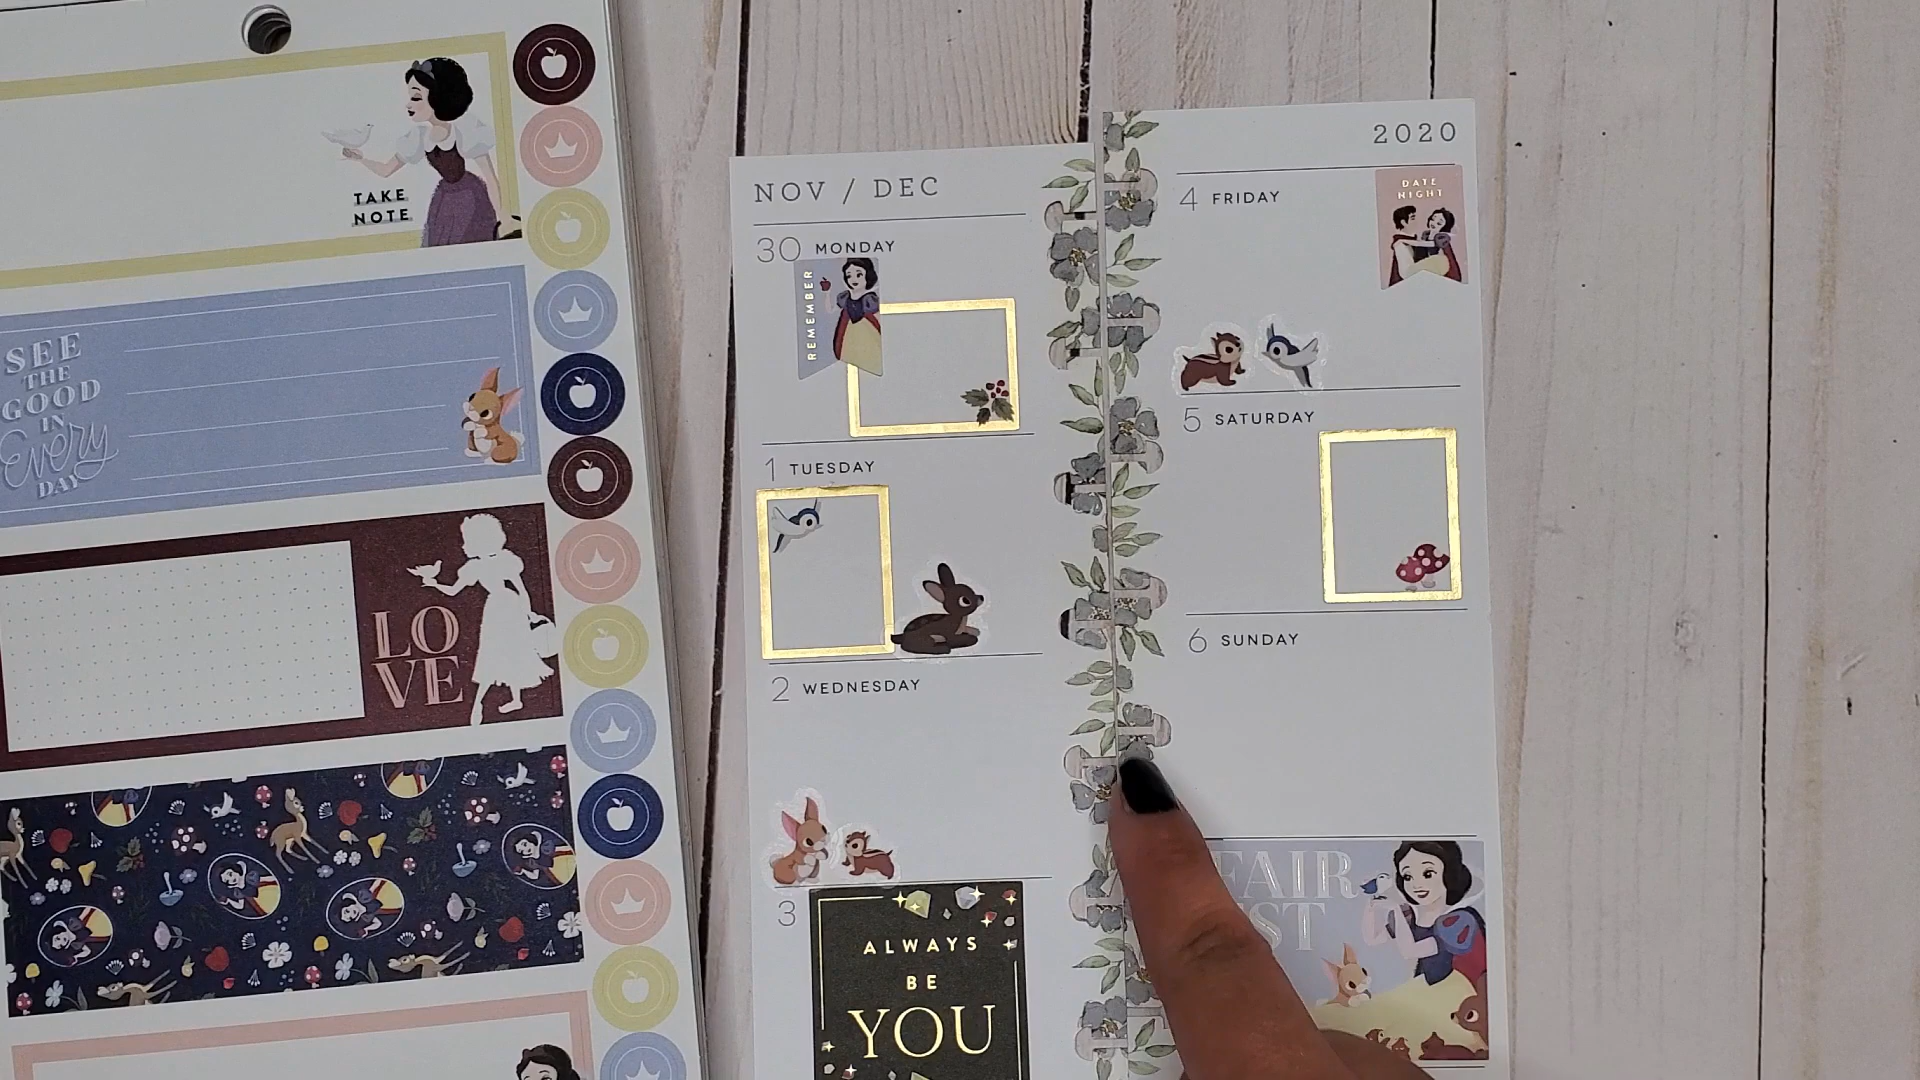 TAKE
NOTE
SEE
THE
GOOD
IN
Every
DAY
LO
VE
NOV / DEC
30 MONDAY
REMEMBER
1 TUESDAY
2 WEDNESDAY
3
ALWAYS
BE
YOU
2020
4 FRIDAY
DATE
NIGHT
5 SATURDAY
6 SUNDAY
FAIR